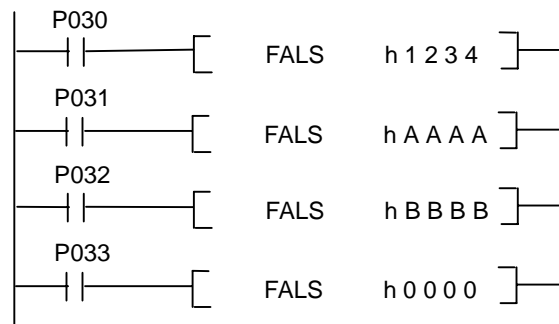 P030
FALS h 1 2 3 4
P031
FALS h A A A A
P032
FALS h B B B B
P033
FALS h 0 0 0 0